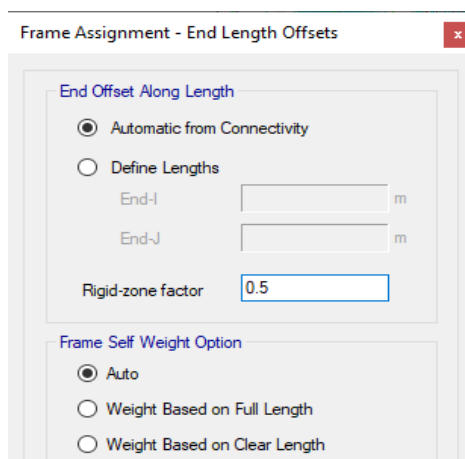 Frame Assignment - End Length Offsets
x
End Offset Along Length
Automatic from Connectivity
Define Lengths
End-I m
End-J m
Rigid-zone factor 0.5
Frame Self Weight Option
Auto
Weight Based on Full Length
Weight Based on Clear Length